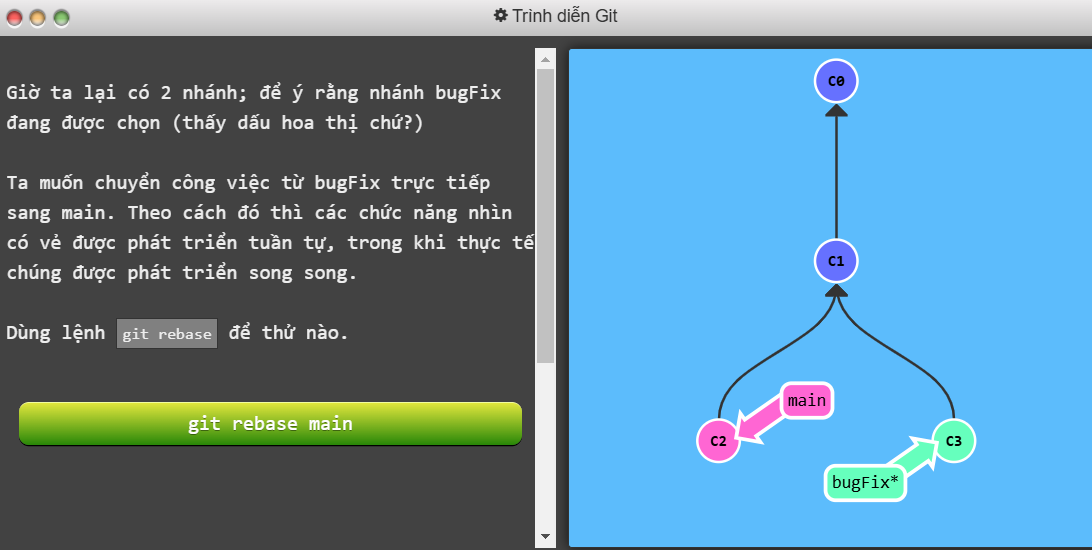 Trình diễn Git
Giờ ta lại có 2 nhánh; để ý rằng nhánh bugFix
đang được chọn (thấy dấu hoa thị chứ?)
Ta muốn chuyển công việc từ bugFix trực tiếp
sang main. Theo cách đó thì các chức năng nhìn
có vẻ được phát triển tuần tự, trong khi thực tế
chúng được phát triển song song.
Dùng lệnh git rebase để thử nào.
git rebase main
C0
C1
main
C2
C3
bugFix*